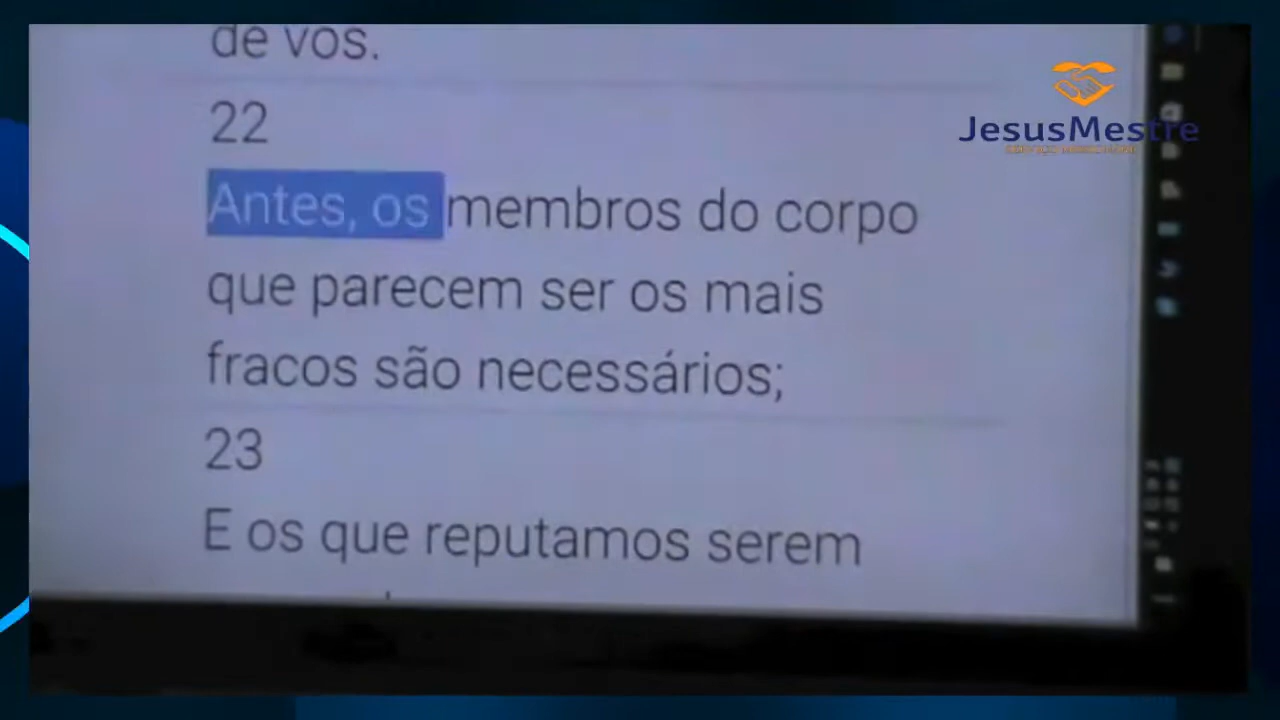 de vós.
22
JesusMestre
Antes, os membros do corpo
que parecem ser os mais
fracos são necessários;
23
E os que reputamos serem